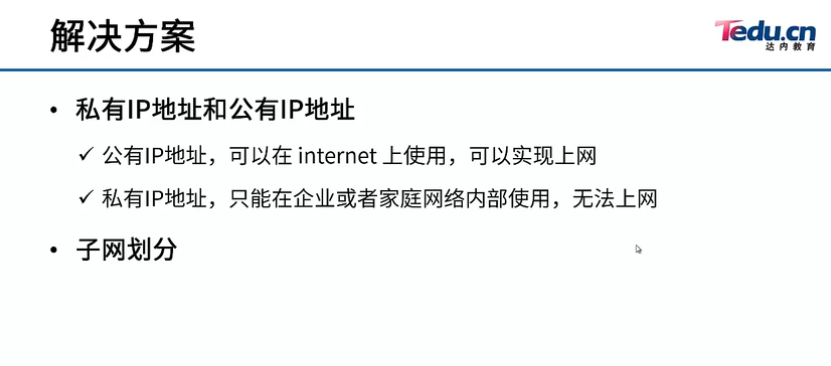 解决方案
Tedu.cn
达内教育
• 私有IP地址和公有IP地址
✓ 公有IP地址，可以在 internet 上使用，可以实现上网
✓ 私有IP地址，只能在企业或者家庭网络内部使用，无法上网
• 子网划分